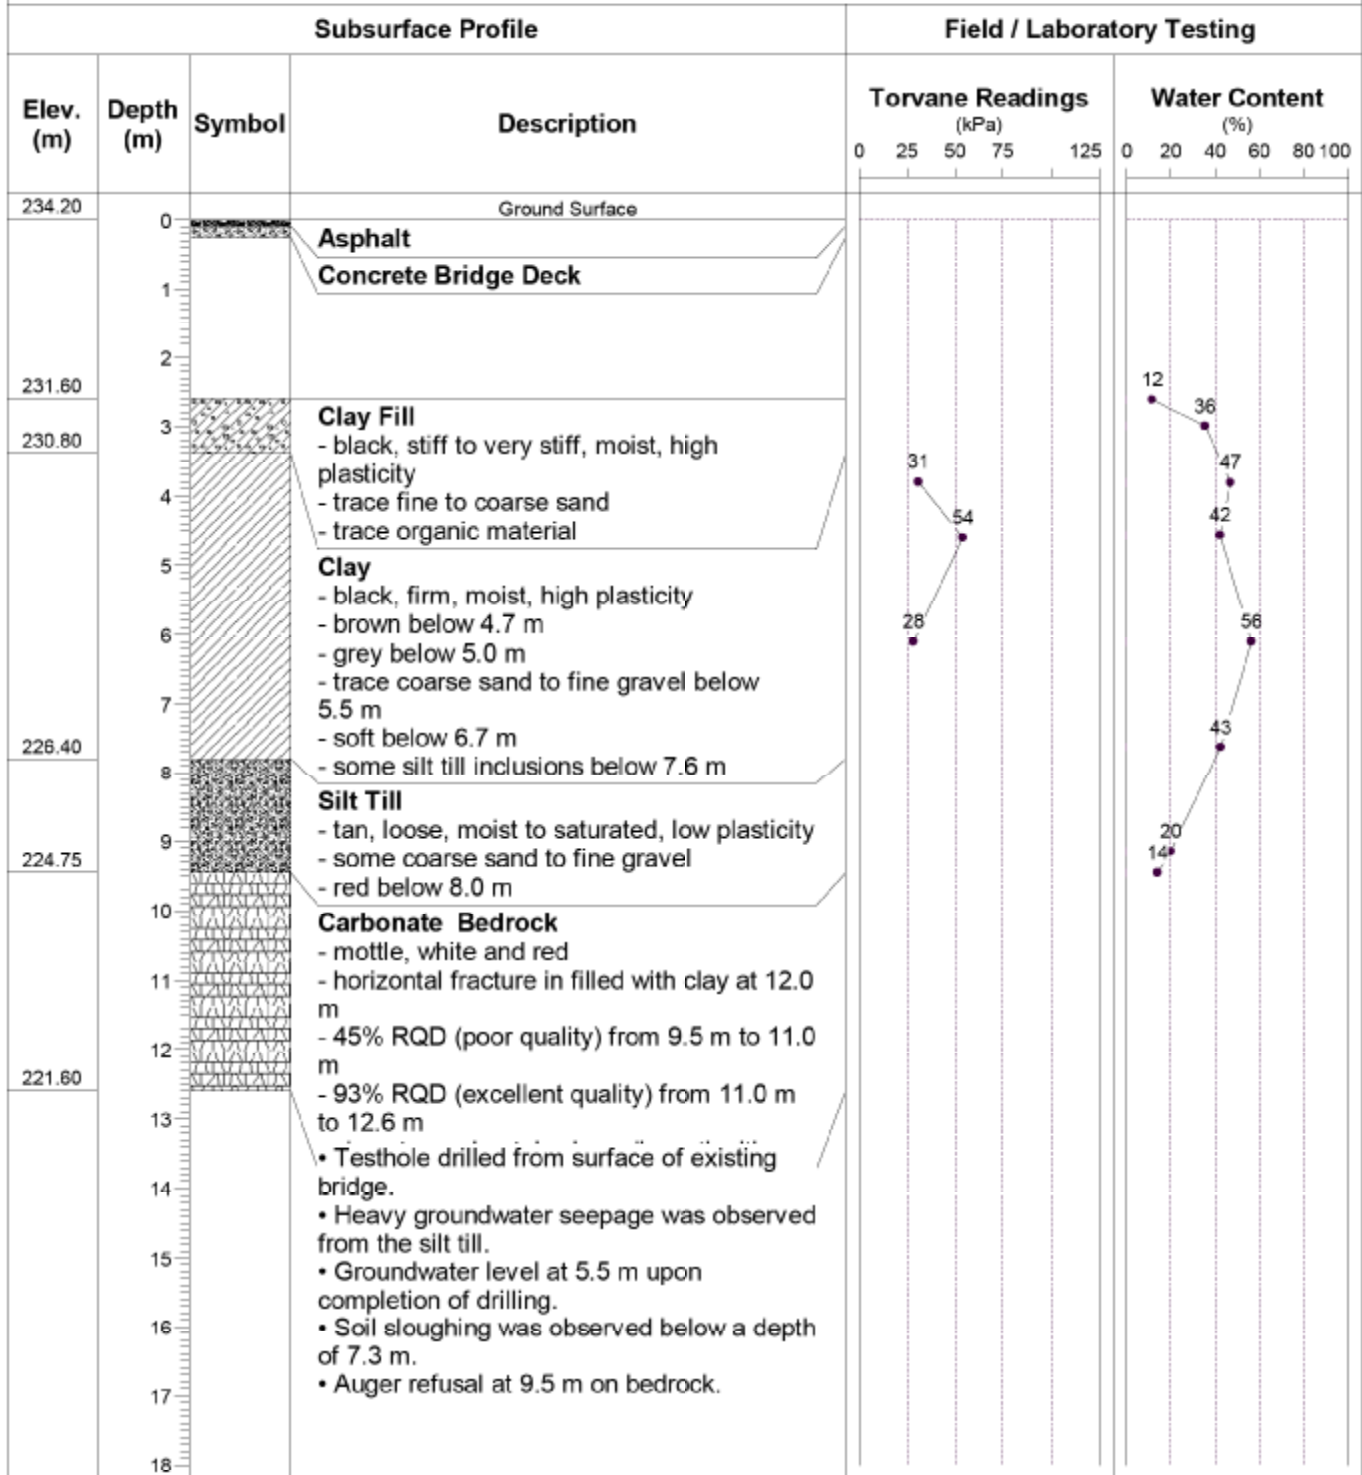 Subsurface Profile
Field / Laboratory Testing
Elev.
(m)
Depth
(m)
Symbol
Description
Torvane Readings
(kPa)
0 25 50 75 125
Water Content
(%)
0 20 40 60 80 100
234.20
Ground Surface
0
Asphalt
Concrete Bridge Deck
1
2
231.60
12
36
Clay Fill
3
230.80
- black, stiff to very stiff, moist, high
plasticity
31
47
4
- trace fine to coarse sand
54
42
- trace organic material
5
Clay
- black, firm, moist, high plasticity
28
56
- brown below 4.7 m
6
- grey below 5.0 m
- trace coarse sand to fine gravel below
5.5 m
7
43
- soft below 6.7 m
226.40
- some silt till inclusions below 7.6 m
8
Silt Till
- tan, loose, moist to saturated, low plasticity
20
9
224.75
- some coarse sand to fine gravel
14
- red below 8.0 m
10
Carbonate Bedrock
- mottle, white and red
11
- horizontal fracture in filled with clay at 12.0
m
- 45% RQD (poor quality) from 9.5 m to 11.0
12
m
221.60
- 93% RQD (excellent quality) from 11.0 m
to 12.6 m
13
• Testhole drilled from surface of existing
bridge.
14
• Heavy groundwater seepage was observed
from the silt till.
15
• Groundwater level at 5.5 m upon
completion of drilling.
16
• Soil sloughing was observed below a depth
of 7.3 m.
• Auger refusal at 9.5 m on bedrock.
17
18